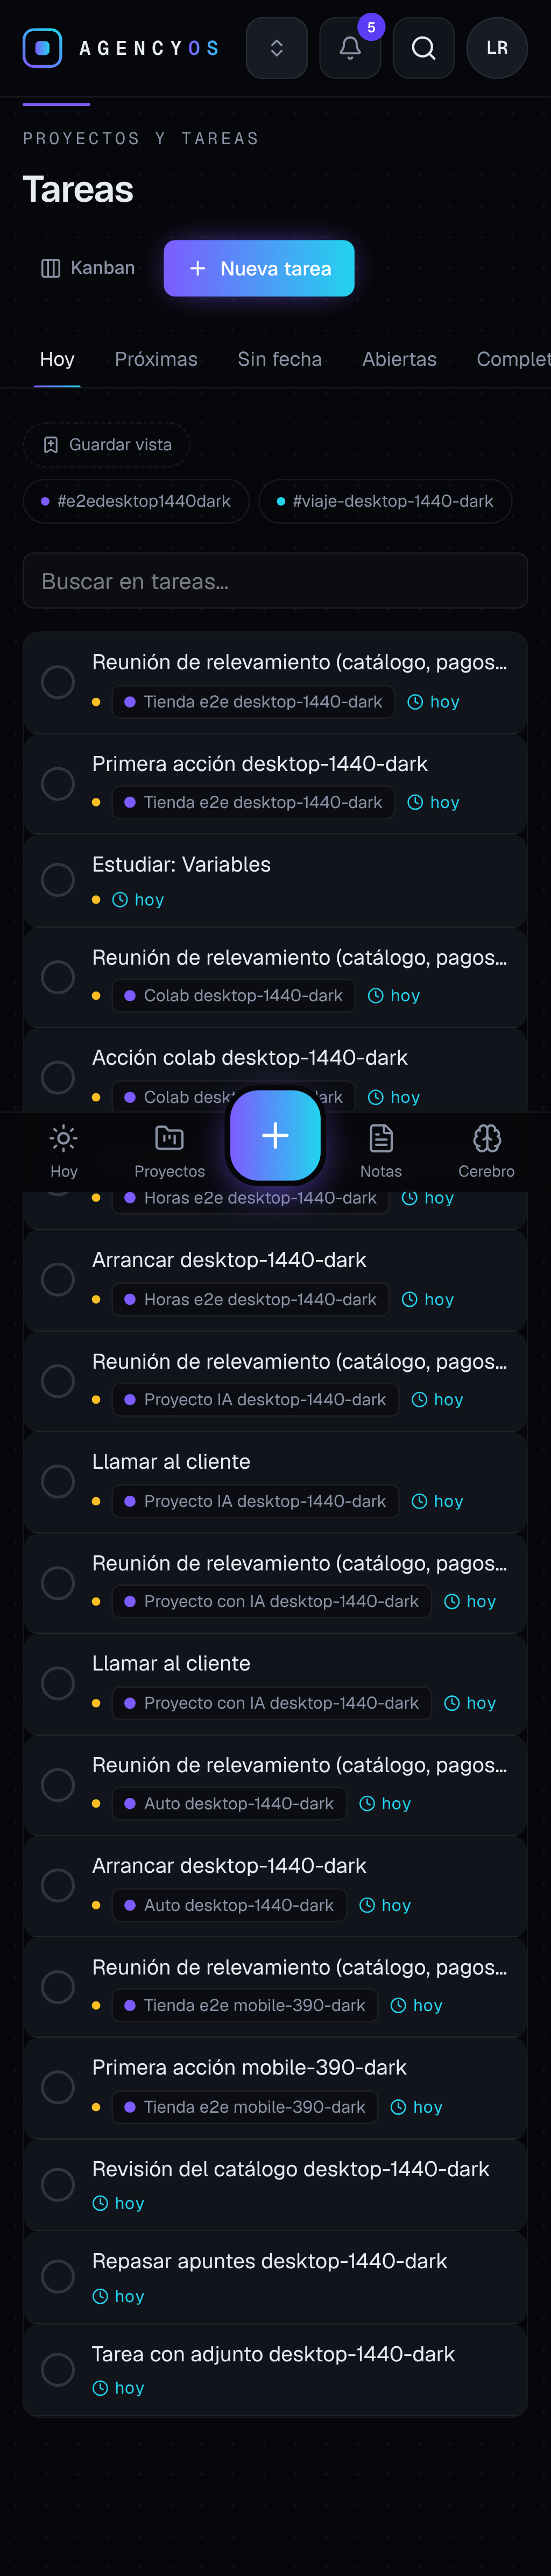 AGENCYOS
5
LR
PROYECTOS Y TAREAS
Tareas
Kanban
Nueva tarea
Hoy Próximas Sin fecha Abiertas Complet
Guardar vista
#e2edesktop1440dark #viaje-desktop-1440-dark
Buscar en tareas...
Reunión de relevamiento (catálogo, pagos...
Tienda e2e desktop-1440-dark hoy
Primera acción desktop-1440-dark
Tienda e2e desktop-1440-dark hoy
Estudiar: Variables
hoy
Reunión de relevamiento (catálogo, pagos...
Colab desktop-1440-dark hoy
Acción colab desktop-1440-dark
Colab desktop-1440-dark hoy
Hoy Proyectos Notas Cerebro
Horas e2e desktop-1440-dark hoy
Arrancar desktop-1440-dark
Horas e2e desktop-1440-dark hoy
Reunión de relevamiento (catálogo, pagos...
Proyecto IA desktop-1440-dark hoy
Llamar al cliente
Proyecto IA desktop-1440-dark hoy
Reunión de relevamiento (catálogo, pagos...
Proyecto con IA desktop-1440-dark hoy
Llamar al cliente
Proyecto con IA desktop-1440-dark hoy
Reunión de relevamiento (catálogo, pagos...
Auto desktop-1440-dark hoy
Arrancar desktop-1440-dark
Auto desktop-1440-dark hoy
Reunión de relevamiento (catálogo, pagos...
Tienda e2e mobile-390-dark hoy
Primera acción mobile-390-dark
Tienda e2e mobile-390-dark hoy
Revisión del catálogo desktop-1440-dark
hoy
Repasar apuntes desktop-1440-dark
hoy
Tarea con adjunto desktop-1440-dark
hoy